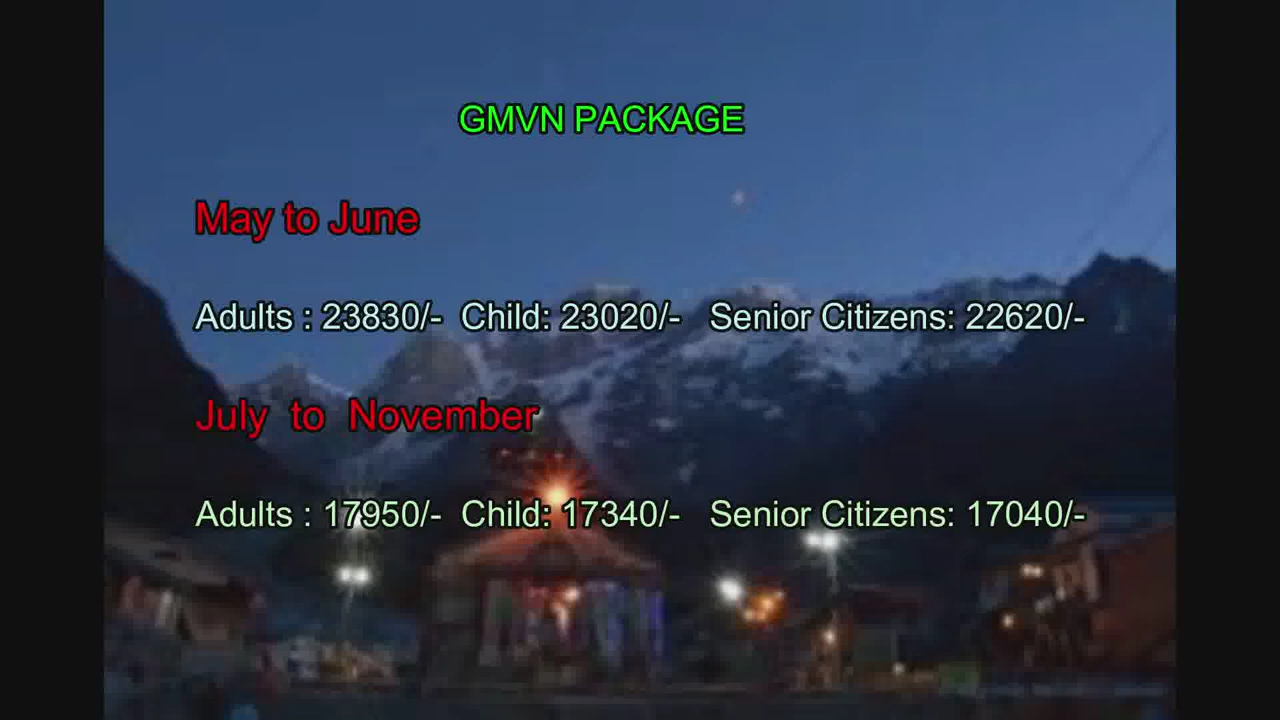 GMVN PACKAGE
May to June
Adults : 23830/- Child: 23020/- Senior Citizens: 22620/-
July to November
Adults : 17950/- Child: 17340/- Senior Citizens: 17040/-